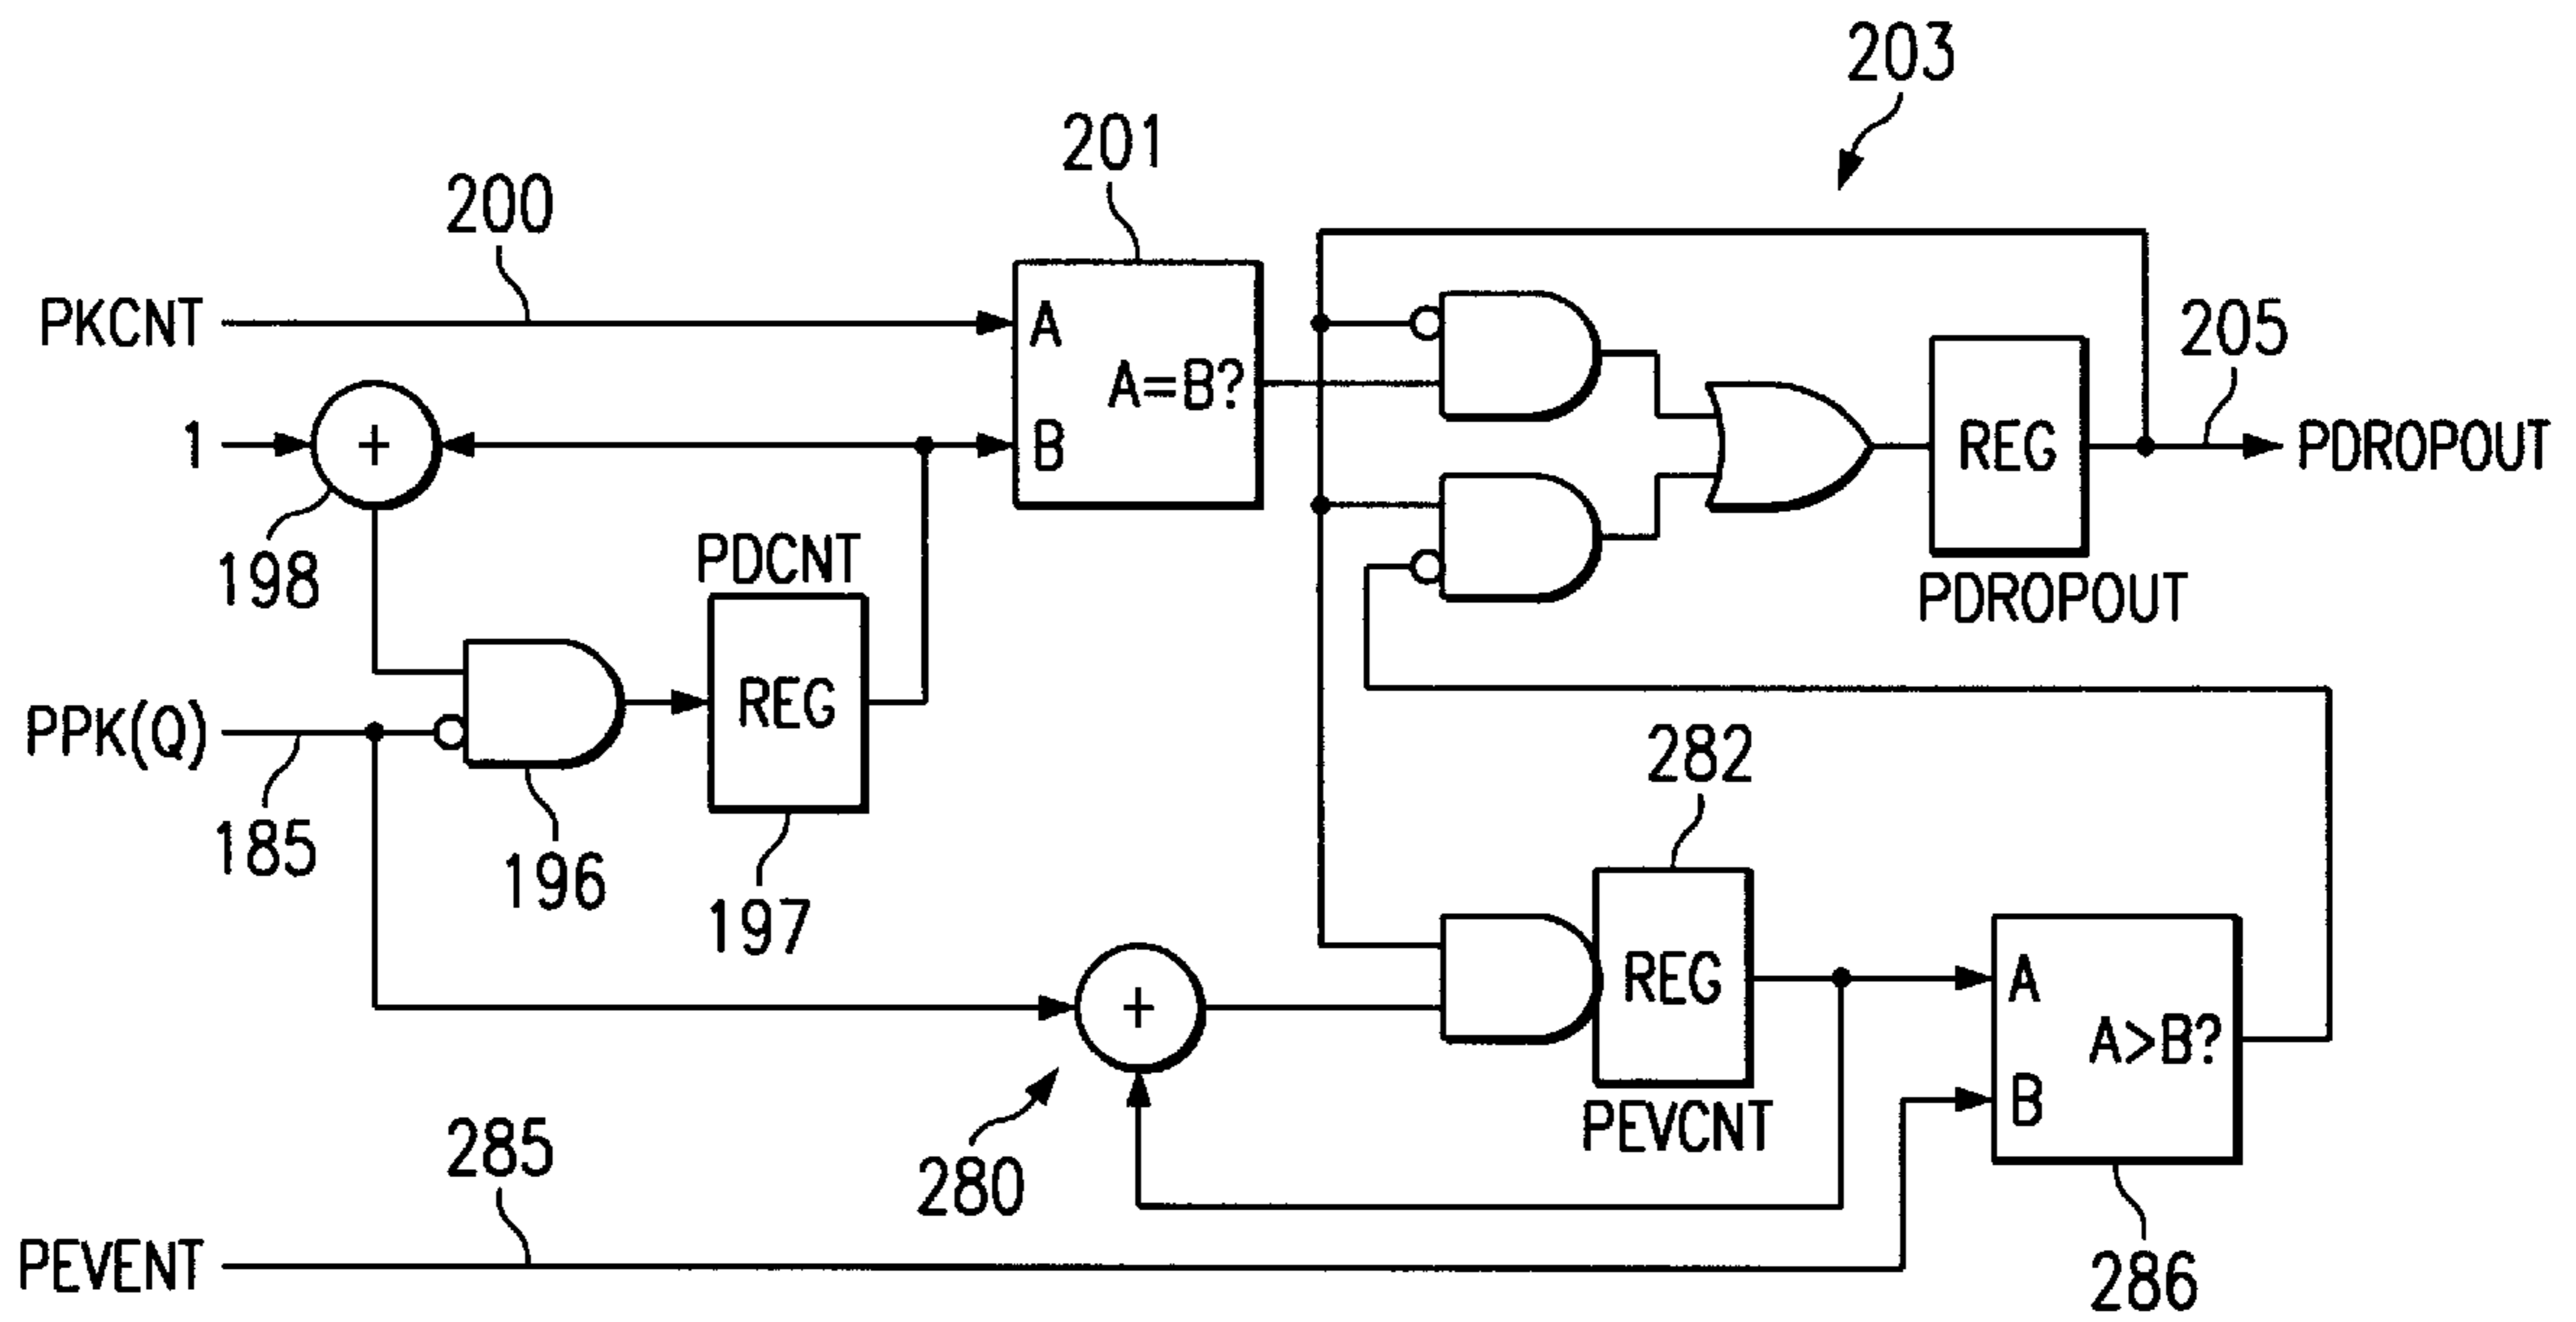 203
201
200
PKCNT
A
A=B?
B
1
+
198
205
REG
PDROPOUT
PDROPOUT
PDCNT
REG
PPK(Q)
185
196
197
282
REG
PEVCNT
+
280
A
A>B?
B
286
285
PEVENT